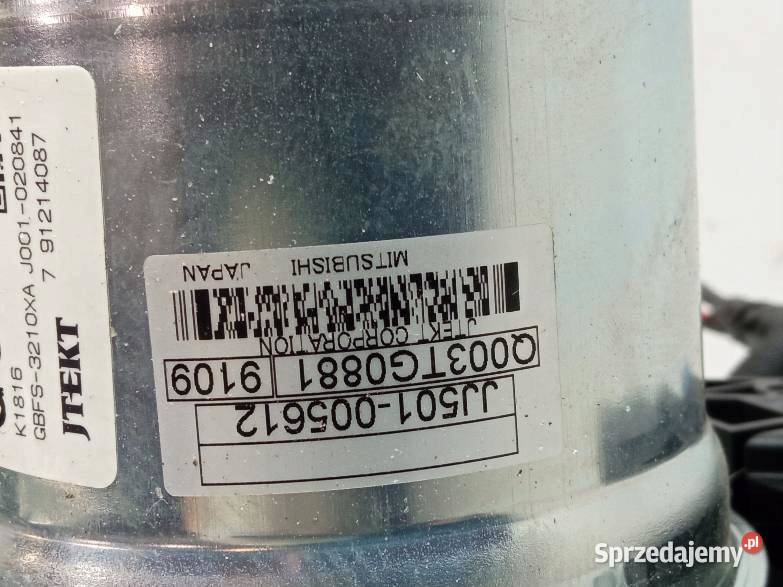 K1816
GBFS-3210XA J001,-020841
7 91214087
JTEKT
JJ501-005612
Q003TG0881 9109
JTEKT CORPORATION
MITSUBISHI JAPAN
Sprzedajemy.pl